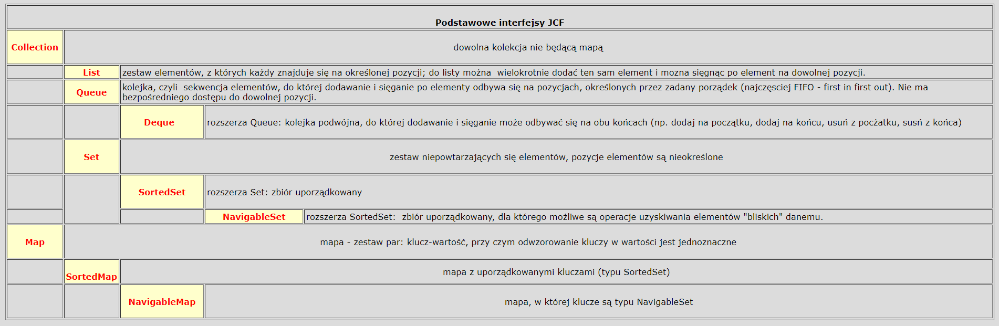 Podstawowe interfejsy JCF
Collection
dowolna kolekcja nie będącą mapą
List
zestaw elementów, z których każdy znajduje się na określonej pozycji; do listy można  wielokrotnie dodać ten sam element i mozna sięgnąc po element na dowolnej pozycji.
Queue
kolejka, czyli  sekwencja elementów, do której dodawanie i sięganie po elementy odbywa się na pozycjach, określonych przez zadany porządek (najczęsciej FIFO - first in first out). Nie ma
bezpośredniego dostępu do dowolnej pozycji.
Deque
rozszerza Queue: kolejka podwójna, do której dodawanie i sięganie może odbywać się na obu końcach (np. dodaj na początku, dodaj na końcu, usuń z pocżatku, susń z końca)
Set
zestaw niepowtarzających się elementów, pozycje elementów są nieokreślone
SortedSet
rozszerza Set: zbiór uporządkowany
NavigableSet
rozszerza SortedSet:  zbiór uporządkowany, dla którego możliwe są operacje uzyskiwania elementów "bliskich" danemu.
Map
mapa - zestaw par: klucz-wartość, przy czym odwzorowanie kluczy w wartości jest jednoznaczne
SortedMap
mapa z uporządkowanymi kluczami (typu SortedSet)
NavigableMap
mapa, w której klucze są typu NavigableSet